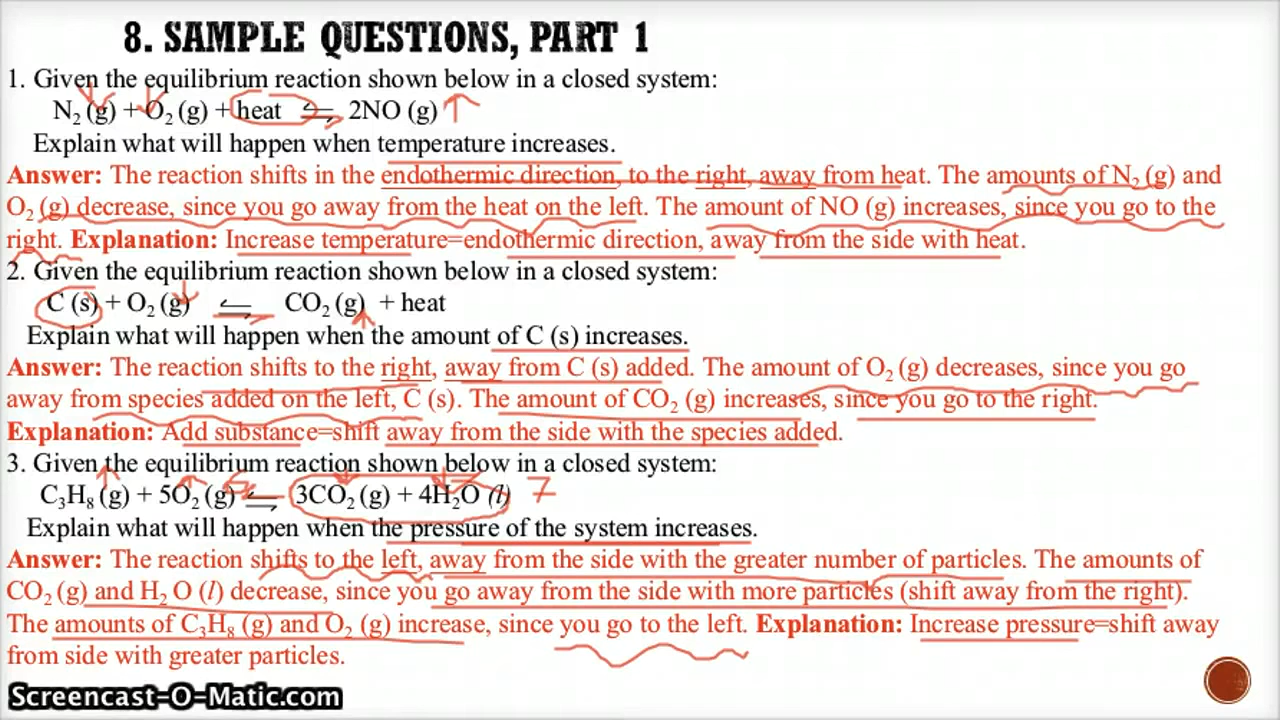 8. SAMPLE QUESTIONS, PART 1
1. Given the equilibrium reaction shown below in a closed system:
N₂ (g) + O₂ (g) + heat ⇌ 2NO (g) ↑
Explain what will happen when temperature increases.
Answer: The reaction shifts in the endothermic direction, to the right, away from heat. The amounts of N₂ (g) and
O₂ (g) decrease, since you go away from the heat on the left. The amount of NO (g) increases, since you go to the
right. Explanation: Increase temperature=endothermic direction, away from the side with heat.
2. Given the equilibrium reaction shown below in a closed system:
C (s) + O₂ (g) ⇌ CO₂ (g) + heat
Explain what will happen when the amount of C (s) increases.
Answer: The reaction shifts to the right, away from C (s) added. The amount of O₂ (g) decreases, since you go
away from species added on the left, C (s). The amount of CO₂ (g) increases, since you go to the right.
Explanation: Add substance=shift away from the side with the species added.
3. Given the equilibrium reaction shown below in a closed system:
C₃H₈ (g) + 5O₂ (g) 6 ⇌ 3CO₂ (g) + 4H₂O (l) 7
Explain what will happen when the pressure of the system increases.
Answer: The reaction shifts to the left, away from the side with the greater number of particles. The amounts of
CO₂ (g) and H₂ O (l) decrease, since you go away from the side with more particles (shift away from the right).
The amounts of C₃H₈ (g) and O₂ (g) increase, since you go to the left. Explanation: Increase pressure=shift away
from side with greater particles.
Screencast-O-Matic.com